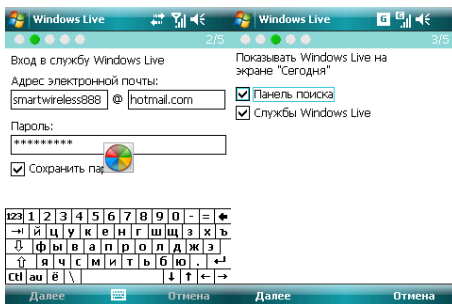 Windows Live
2/5
Вход в службу Windows Live
Адрес электронной почты:
smartwireless888 @ hotmail.com
Пароль:
*********
Сохранить па
123 1 2 3 4 5 6 7 8 9 0 - =
й ц у к е н г ш щ з х ъ
ф ы в а п р о л д ж э
я ч с м и т ь б ю .
Ctl au ё \
Далее Отмена
Windows Live
3/5
Показывать Windows Live на
экране "Сегодня"
Панель поиска
Службы Windows Live
Далее Отмена